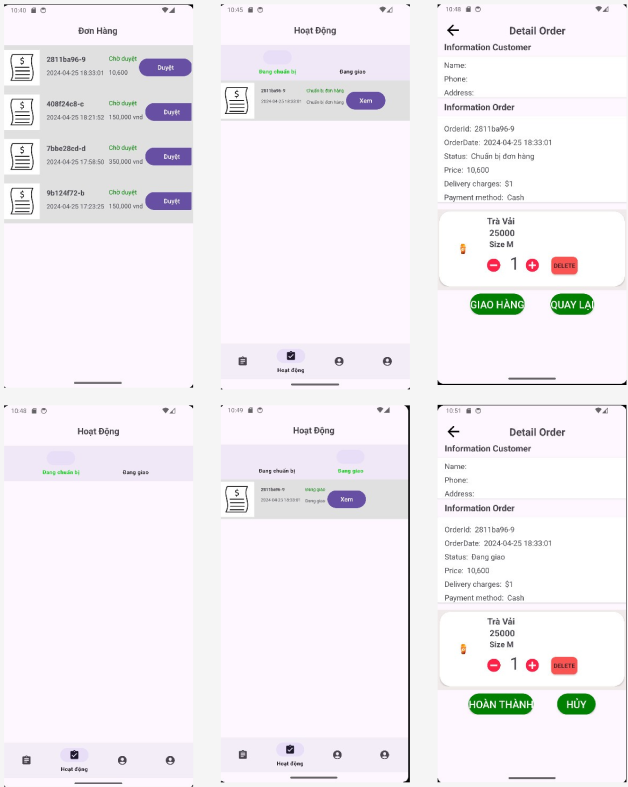 10:40
Đơn Hàng
2811ba96-9
Chờ duyệt
2024-04-25 18:33:01 10,600
Duyệt
408f24c8-c
Chờ duyệt
2024-04-25 18:21:52 150,000 vnd
Duyệt
7bbe28cd-d
Chờ duyệt
2024-04-25 17:58:50 350,000 vnd
Duyệt
9b124f72-b
Chờ duyệt
2024-04-25 17:23:25 150,000 vnd
Duyệt
10:45
Hoạt Động
Đang chuẩn bị
Đang giao
2811ba96-9
Chuẩn bị đơn hàng
2024-04-25 18:33:01
Chuẩn bị đơn hàng
Xem
Hoạt động
10:48
Detail Order
Information Customer
Name:
Phone:
Address:
Information Order
OrderId: 2811ba96-9
OrderDate: 2024-04-25 18:33:01
Status: Chuẩn bị đơn hàng
Price: 10,600
Delivery charges: $1
Payment method: Cash
Trà Vải
25000
Size M
1
DELETE
GIAO HÀNG
QUAY LẠI
10:48
Hoạt Động
Đang chuẩn bị
Đang giao
Hoạt động
10:49
Hoạt Động
Đang chuẩn bị
Đang giao
2811ba96-9
Đang giao
2024-04-25 18:33:01
Đang giao
Xem
Hoạt động
10:51
Detail Order
Information Customer
Name:
Phone:
Address:
Information Order
OrderId: 2811ba96-9
OrderDate: 2024-04-25 18:33:01
Status: Đang giao
Price: 10,600
Delivery charges: $1
Payment method: Cash
Trà Vải
25000
Size M
1
DELETE
HOÀN THÀNH
HỦY